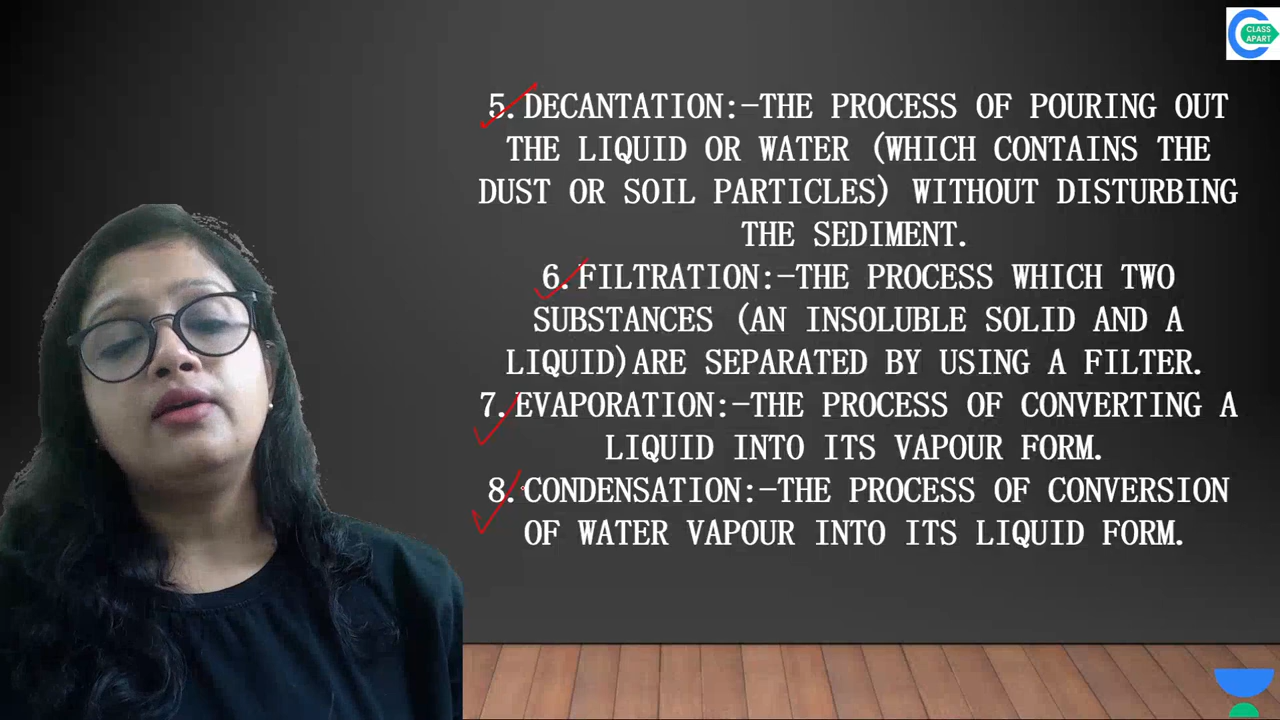 CLASS
APART
5. DECANTATION:-THE PROCESS OF POURING OUT
THE LIQUID OR WATER (WHICH CONTAINS THE
DUST OR SOIL PARTICLES) WITHOUT DISTURBING
THE SEDIMENT.
6. FILTRATION:-THE PROCESS WHICH TWO
SUBSTANCES (AN INSOLUBLE SOLID AND A
LIQUID)ARE SEPARATED BY USING A FILTER.
7. EVAPORATION:-THE PROCESS OF CONVERTING A
LIQUID INTO ITS VAPOUR FORM.
8. CONDENSATION:-THE PROCESS OF CONVERSION
OF WATER VAPOUR INTO ITS LIQUID FORM.